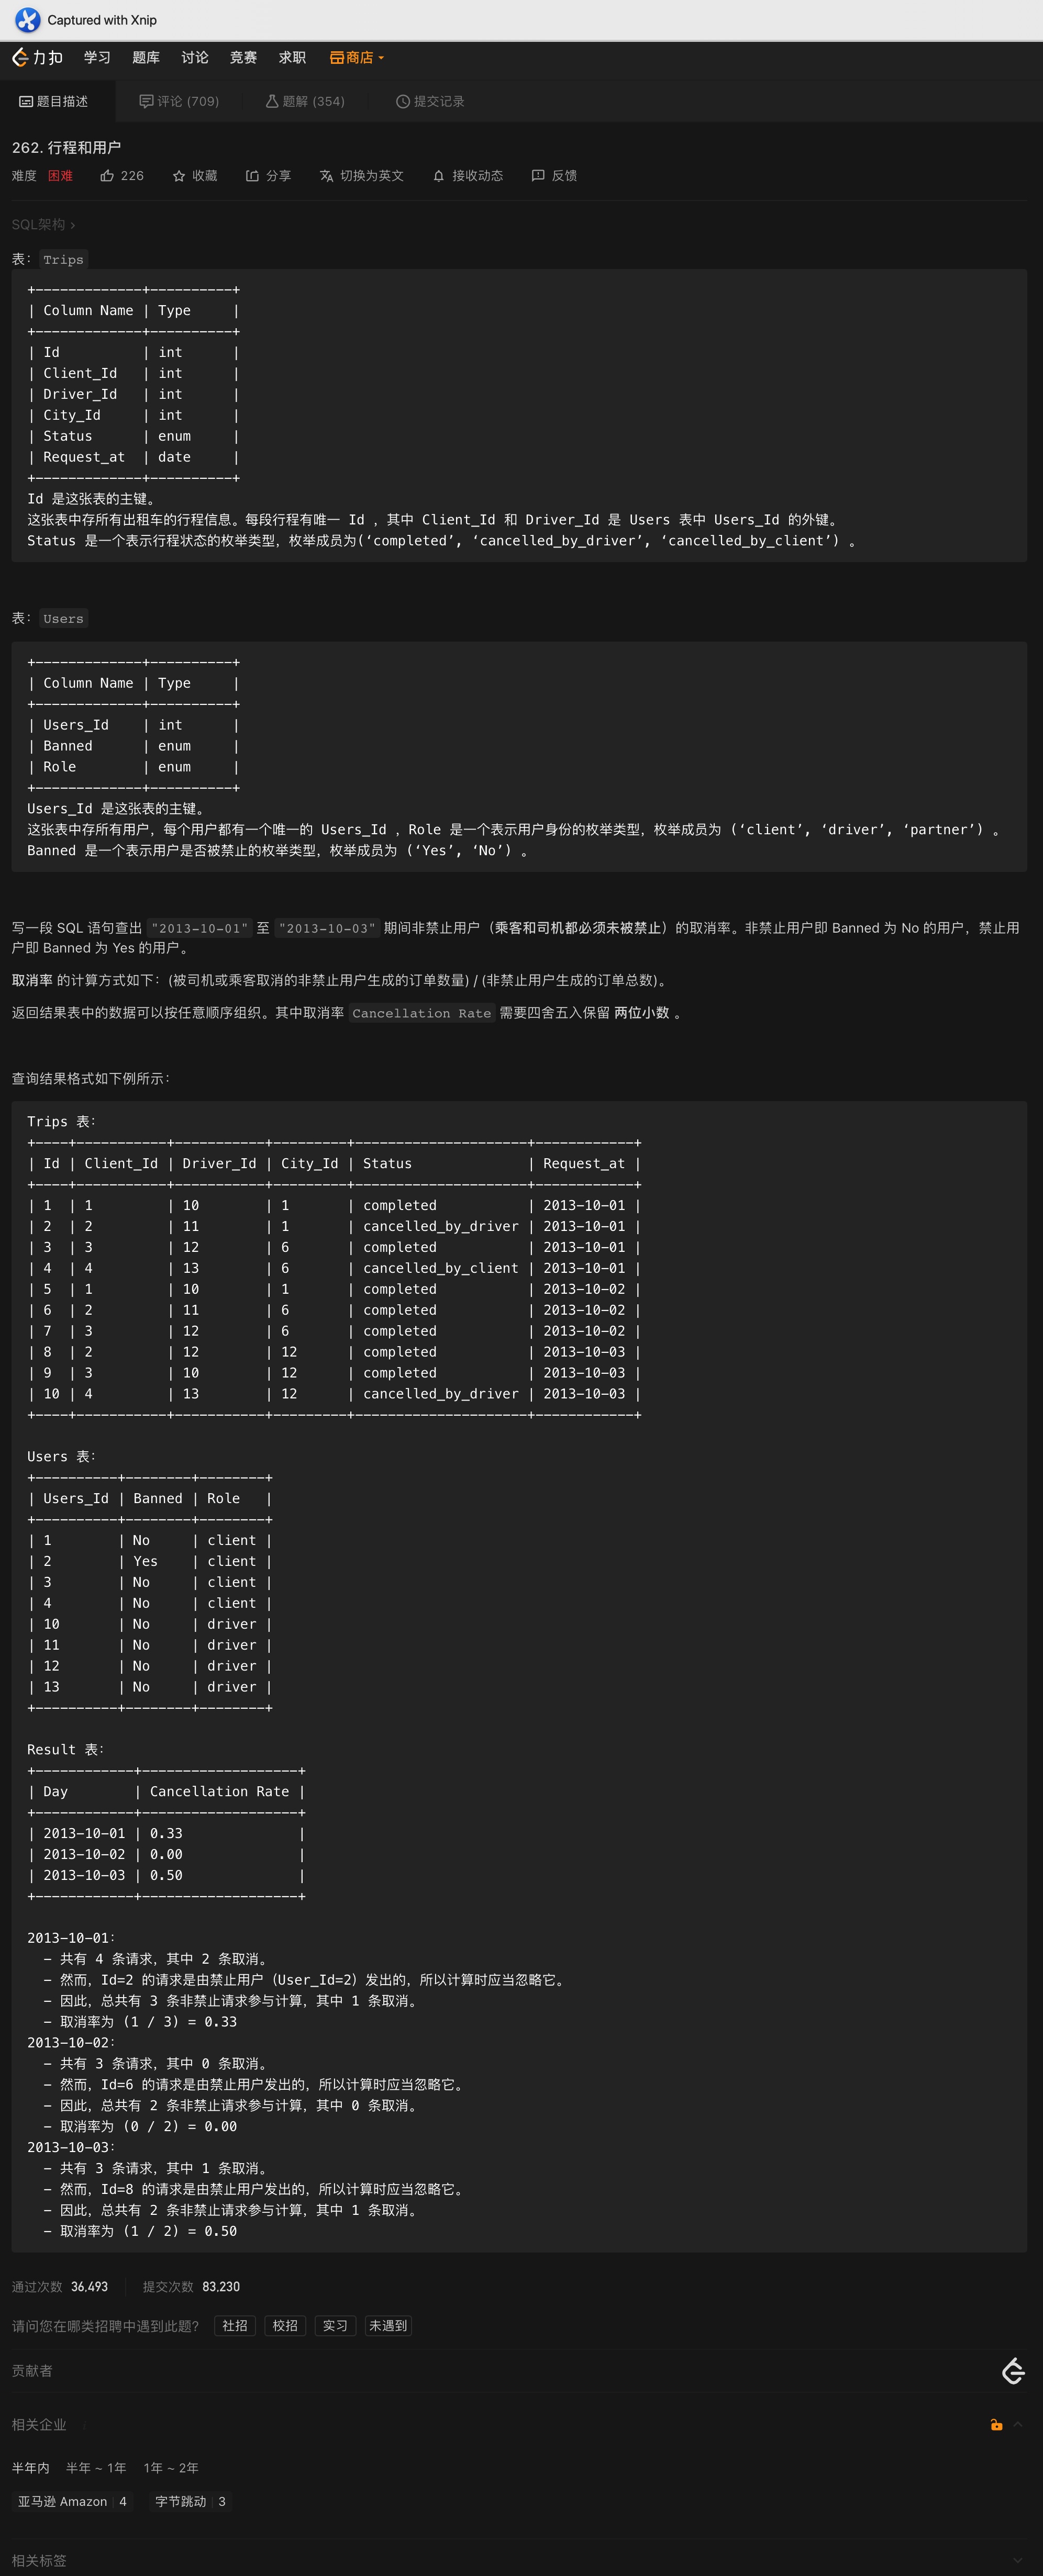 Captured with Xnip
力扣 学习 题库 讨论 竞赛 求职 商店
题目描述 评论 (709) 题解 (354) 提交记录
262. 行程和用户
难度 困难 226 收藏 分享 切换为英文 接收动态 反馈
SQL架构 ›
表：Trips
+-------------+----------+
| Column Name | Type     |
+-------------+----------+
| Id          | int      |
| Client_Id   | int      |
| Driver_Id   | int      |
| City_Id     | int      |
| Status      | enum     |
| Request_at  | date     |
+-------------+----------+
Id 是这张表的主键。
这张表中存所有出租车的行程信息。每段行程有唯一 Id ，其中 Client_Id 和 Driver_Id 是 Users 表中 Users_Id 的外键。
Status 是一个表示行程状态的枚举类型，枚举成员为(‘completed’, ‘cancelled_by_driver’, ‘cancelled_by_client’) 。
表：Users
+-------------+----------+
| Column Name | Type     |
+-------------+----------+
| Users_Id    | int      |
| Banned      | enum     |
| Role        | enum     |
+-------------+----------+
Users_Id 是这张表的主键。
这张表中存所有用户，每个用户都有一个唯一的 Users_Id ，Role 是一个表示用户身份的枚举类型，枚举成员为 (‘client’, ‘driver’, ‘partner’) 。
Banned 是一个表示用户是否被禁止的枚举类型，枚举成员为 (‘Yes’, ‘No’) 。
写一段 SQL 语句查出 "2013-10-01" 至 "2013-10-03" 期间非禁止用户（乘客和司机都必须未被禁止）的取消率。非禁止用户即 Banned 为 No 的用户，禁止用
户即 Banned 为 Yes 的用户。
取消率 的计算方式如下：(被司机或乘客取消的非禁止用户生成的订单数量) / (非禁止用户生成的订单总数)。
返回结果表中的数据可以按任意顺序组织。其中取消率 Cancellation Rate 需要四舍五入保留 两位小数 。
查询结果格式如下例所示：
Trips 表：
+----+-----------+-----------+---------+---------------------+------------+
| Id | Client_Id | Driver_Id | City_Id | Status              | Request_at |
+----+-----------+-----------+---------+---------------------+------------+
| 1  | 1         | 10        | 1       | completed           | 2013-10-01 |
| 2  | 2         | 11        | 1       | cancelled_by_driver | 2013-10-01 |
| 3  | 3         | 12        | 6       | completed           | 2013-10-01 |
| 4  | 4         | 13        | 6       | cancelled_by_client | 2013-10-01 |
| 5  | 1         | 10        | 1       | completed           | 2013-10-02 |
| 6  | 2         | 11        | 6       | completed           | 2013-10-02 |
| 7  | 3         | 12        | 6       | completed           | 2013-10-02 |
| 8  | 2         | 12        | 12      | completed           | 2013-10-03 |
| 9  | 3         | 10        | 12      | completed           | 2013-10-03 |
| 10 | 4         | 13        | 12      | cancelled_by_driver | 2013-10-03 |
+----+-----------+-----------+---------+---------------------+------------+
Users 表：
+----------+--------+--------+
| Users_Id | Banned | Role   |
+----------+--------+--------+
| 1        | No     | client |
| 2        | Yes    | client |
| 3        | No     | client |
| 4        | No     | client |
| 10       | No     | driver |
| 11       | No     | driver |
| 12       | No     | driver |
| 13       | No     | driver |
+----------+--------+--------+
Result 表：
+------------+-------------------+
| Day        | Cancellation Rate |
+------------+-------------------+
| 2013-10-01 | 0.33              |
| 2013-10-02 | 0.00              |
| 2013-10-03 | 0.50              |
+------------+-------------------+
2013-10-01：
- 共有 4 条请求，其中 2 条取消。
- 然而，Id=2 的请求是由禁止用户（User_Id=2）发出的，所以计算时应当忽略它。
- 因此，总共有 3 条非禁止请求参与计算，其中 1 条取消。
- 取消率为 (1 / 3) = 0.33
2013-10-02：
- 共有 3 条请求，其中 0 条取消。
- 然而，Id=6 的请求是由禁止用户发出的，所以计算时应当忽略它。
- 因此，总共有 2 条非禁止请求参与计算，其中 0 条取消。
- 取消率为 (0 / 2) = 0.00
2013-10-03：
- 共有 3 条请求，其中 1 条取消。
- 然而，Id=8 的请求是由禁止用户发出的，所以计算时应当忽略它。
- 因此，总共有 2 条非禁止请求参与计算，其中 1 条取消。
- 取消率为 (1 / 2) = 0.50
通过次数 36,493 提交次数 83,230
请问您在哪类招聘中遇到此题？ 社招 校招 实习 未遇到
贡献者
相关企业
半年内 半年 ~ 1年 1年 ~ 2年
亚马逊 Amazon | 4 字节跳动 | 3
相关标签